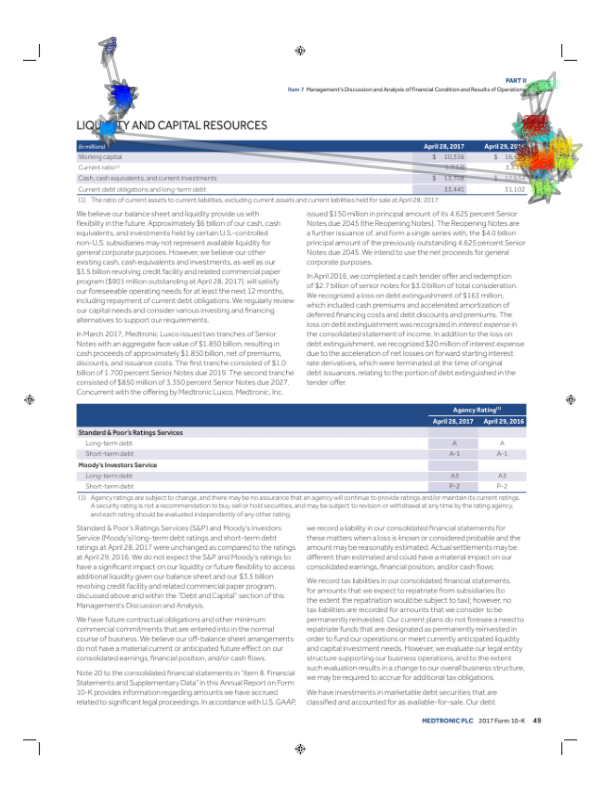 PART II
Item 7 Management's Discussion and Analysis of Financial Condition and Results of Operations
AND CAPITAL RESOURCES
(in millions) April 28, 2017 April 29,
Working capital $ 10,316 $
Current ratio(1)
Cash, cash equivalents, and current investments $ 13,708 $
Current debt obligations and long-term debt 33,441 31,102
(1) The ratio of current assets to current liabilities, excluding current assets and current liabilities held for sale at April 28, 2017.
We believe our balance sheet and liquidity provide us with
flexibility in the future. Approximately $6 billion of our cash, cash
equivalents, and investments held by certain U.S.-controlled
non-U.S. subsidiaries may not represent available liquidity for
general corporate purposes. However, we believe our other
existing cash, cash equivalents and investments, as well as our
$3.5 billion revolving credit facility and related commercial paper
program ($901 million outstanding at April 28, 2017), will satisfy
our foreseeable operating needs for at least the next 12 months,
including repayment of current debt obligations. We regularly review
our capital needs and consider various investing and financing
alternatives to support our requirements.
In March 2017, Medtronic Luxco issued two tranches of Senior
Notes with an aggregate face value of $1.850 billion, resulting in
cash proceeds of approximately $1.850 billion, net of premiums,
discounts, and issuance costs. The first tranche consisted of $1.0
billion of 1.700 percent Senior Notes due 2019. The second tranche
consisted of $850 million of 3.350 percent Senior Notes due 2027.
Concurrent with the offering by Medtronic Luxco, Medtronic, Inc.
issued $150 million in principal amount of its 4.625 percent Senior
Notes due 2045 (the Reopening Notes). The Reopening Notes are
a further issuance of, and form a single series with, the $4.0 billion
principal amount of the previously outstanding 4.625 percent Senior
Notes due 2045. We intend to use the net proceeds for general
corporate purposes.
In April 2016, we completed a cash tender offer and redemption
of $2.7 billion of senior notes for $3.0 billion of total consideration.
We recognized a loss on debt extinguishment of $163 million,
which included cash premiums and accelerated amortization of
deferred financing costs and debt discounts and premiums. The
loss on debt extinguishment was recognized in interest expense in
the consolidated statement of income. In addition to the loss on
debt extinguishment, we recognized $20 million of interest expense
due to the acceleration of net losses on forward starting interest
rate derivatives, which were terminated at the time of original
debt issuances, relating to the portion of debt extinguished in the
tender offer.
Agency Rating(1)
April 28, 2017 April 29, 2016
Standard & Poor's Ratings Services
Long-term debt A A
Short-term debt A-1 A-1
Moody's Investors Service
Long-term debt A3 A3
Short-term debt P-2 P-2
(1) Agency ratings are subject to change, and there may be no assurance that an agency will continue to provide ratings and/or maintain its current ratings.
A security rating is not a recommendation to buy, sell or hold securities, and may be subject to revision or withdrawal at any time by the rating agency,
and each rating should be evaluated independently of any other rating.
Standard & Poor's Ratings Services (S&P) and Moody's Investors
Service (Moody's) long-term debt ratings and short-term debt
ratings at April 28, 2017 were unchanged as compared to the ratings
at April 29, 2016. We do not expect the S&P and Moody's ratings to
have a significant impact on our liquidity or future flexibility to access
additional liquidity given our balance sheet and our $3.5 billion
revolving credit facility and related commercial paper program,
discussed above and within the "Debt and Capital" section of this
Management's Discussion and Analysis.
We have future contractual obligations and other minimum
commercial commitments that are entered into in the normal
course of business. We believe our off-balance sheet arrangements
do not have a material current or anticipated future effect on our
consolidated earnings, financial position, and/or cash flows.
Note 20 to the consolidated financial statements in "Item 8. Financial
Statements and Supplementary Data" in this Annual Report on Form
10-K provides information regarding amounts we have accrued
related to significant legal proceedings. In accordance with U.S. GAAP,
we record a liability in our consolidated financial statements for
these matters when a loss is known or considered probable and the
amount may be reasonably estimated. Actual settlements may be
different than estimated and could have a material impact on our
consolidated earnings, financial position, and/or cash flows.
We record tax liabilities in our consolidated financial statements
for amounts that we expect to repatriate from subsidiaries (to
the extent the repatriation would be subject to tax); however, no
tax liabilities are recorded for amounts that we consider to be
permanently reinvested. Our current plans do not foresee a need to
repatriate funds that are designated as permanently reinvested in
order to fund our operations or meet currently anticipated liquidity
and capital investment needs. However, we evaluate our legal entity
structure supporting our business operations, and to the extent
such evaluation results in a change to our overall business structure,
we may be required to accrue for additional tax obligations.
We have investments in marketable debt securities that are
classified and accounted for as available-for-sale. Our debt
MEDTRONIC PLC 2017 Form 10-K 49